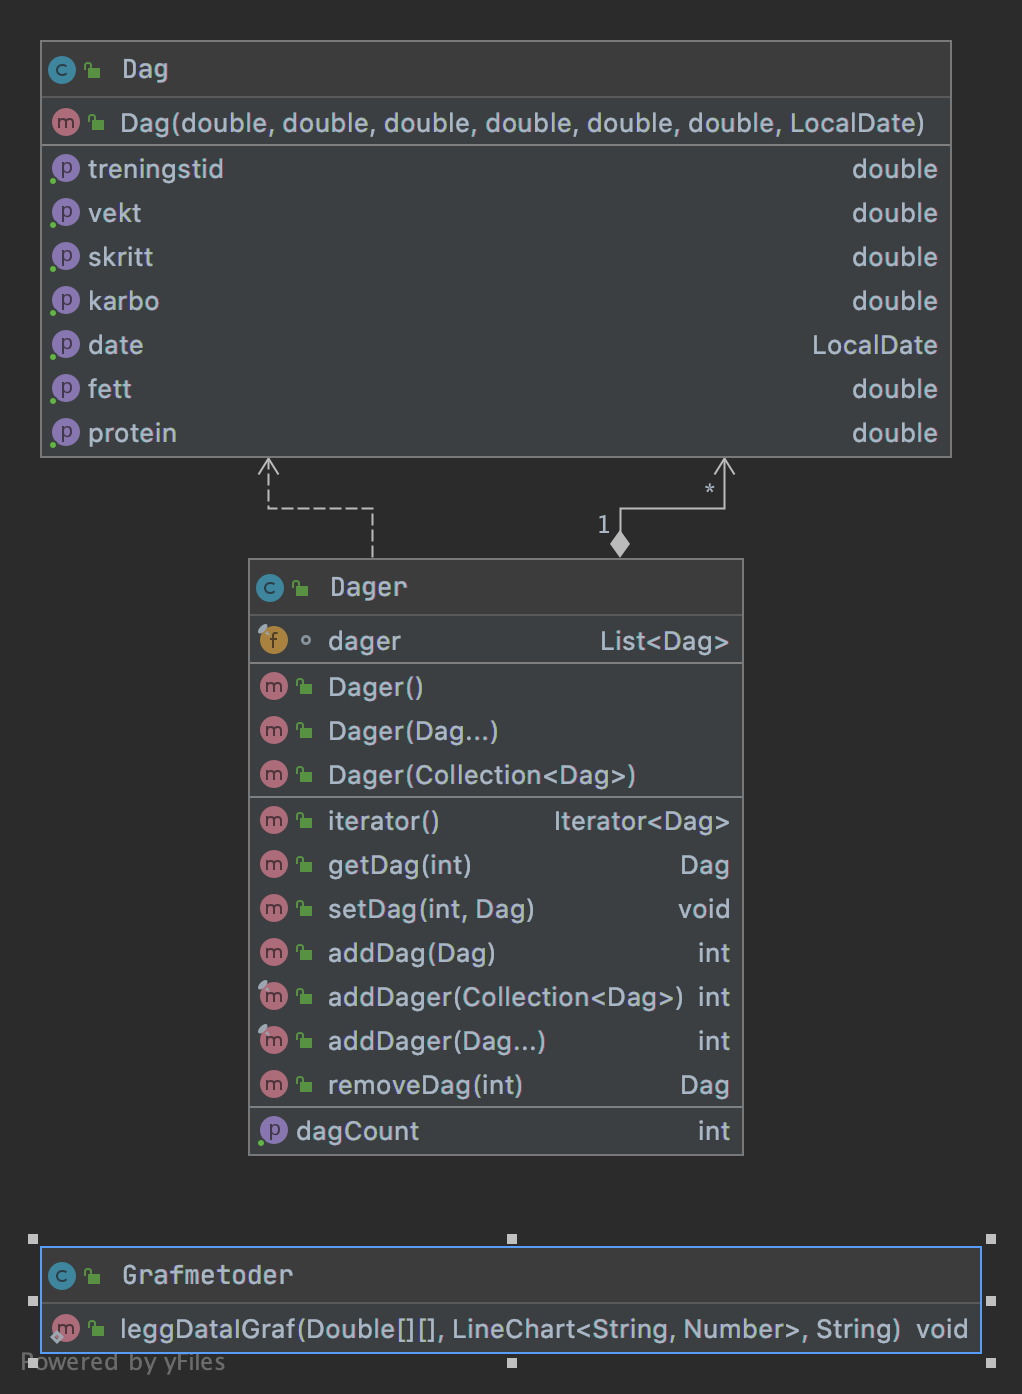 Dag
Dag(double, double, double, double, double, double, LocalDate)
treningstid double
vekt double
skritt double
karbo double
date LocalDate
fett double
protein double
*
1
Dager
dager List<Dag>
Dager()
Dager(Dag...)
Dager(Collection<Dag>)
iterator() Iterator<Dag>
getDag(int) Dag
setDag(int, Dag) void
addDag(Dag) int
addDager(Collection<Dag>) int
addDager(Dag...) int
removeDag(int) Dag
dagCount int
Grafmetoder
leggDataIGraf(Double[][], LineChart<String, Number>, String) void
Powered by yFiles